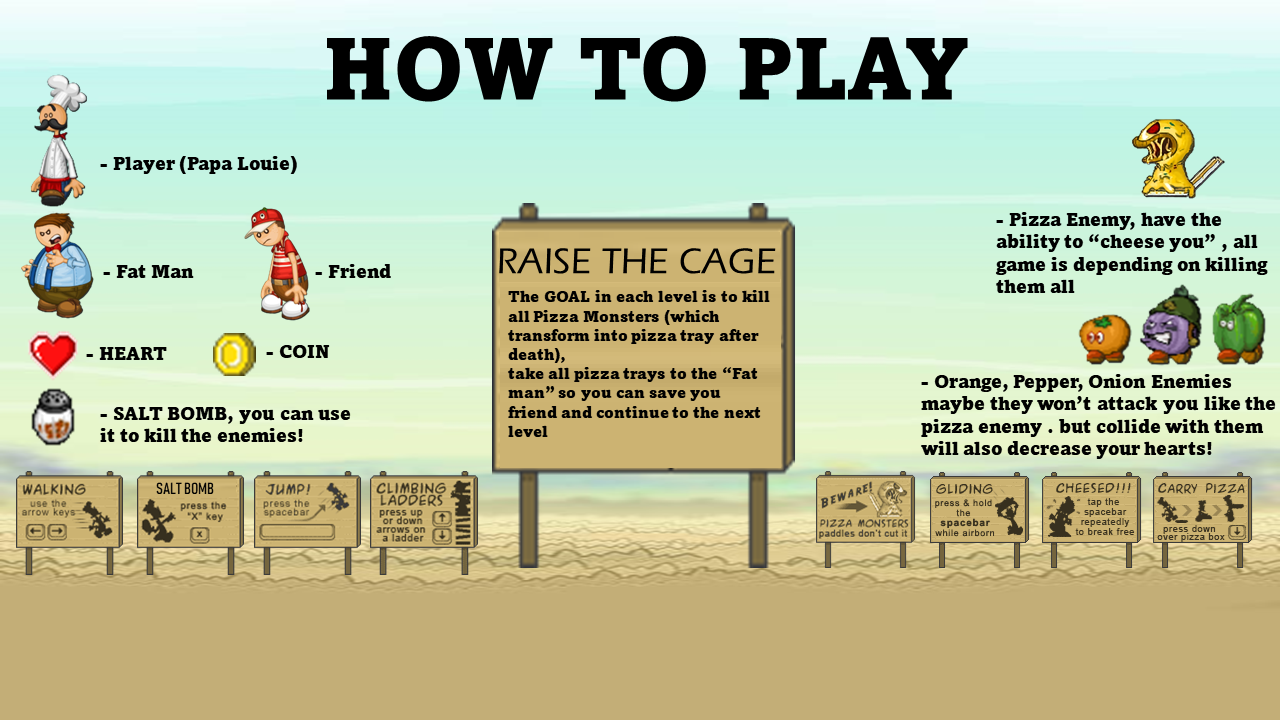 HOW TO PLAY
- Player (Papa Louie)
- Fat Man
- Friend
- HEART
- COIN
- SALT BOMB, you can use
it to kill the enemies!
RAISE THE CAGE
The GOAL in each level is to kill
all Pizza Monsters (which
transform into pizza tray after
death),
take all pizza trays to the “Fat
man” so you can save you
friend and continue to the next
level
- Pizza Enemy, have the
ability to “cheese you” , all
game is depending on killing
them all
- Orange, Pepper, Onion Enemies
maybe they won’t attack you like the
pizza enemy . but collide with them
will also decrease your hearts!
WALKING
use the
arrow keys
SALT BOMB
press the
"X" key
X
JUMP!
press the
spacebar
CLIMBING
LADDERS
press up
or down
arrows on
a ladder
BEWARE!
PIZZA MONSTERS
paddles don't cut it
GLIDING
press & hold
the
spacebar
while airborn
CHEESED!!!
tap the
spacebar
repeatedly
to break free
CARRY PIZZA
press down
over pizza box